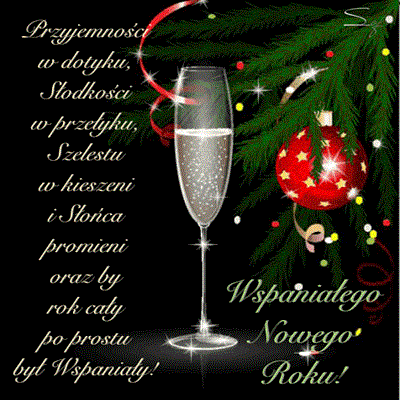 Przyjemności
w dotyku,
Słodkości
w przełyku,
Szelestu
w kieszeni
i Słońca
promieni
oraz by
rok cały
po prostu
był Wspaniały!
Wspaniałego
Nowego
Roku!